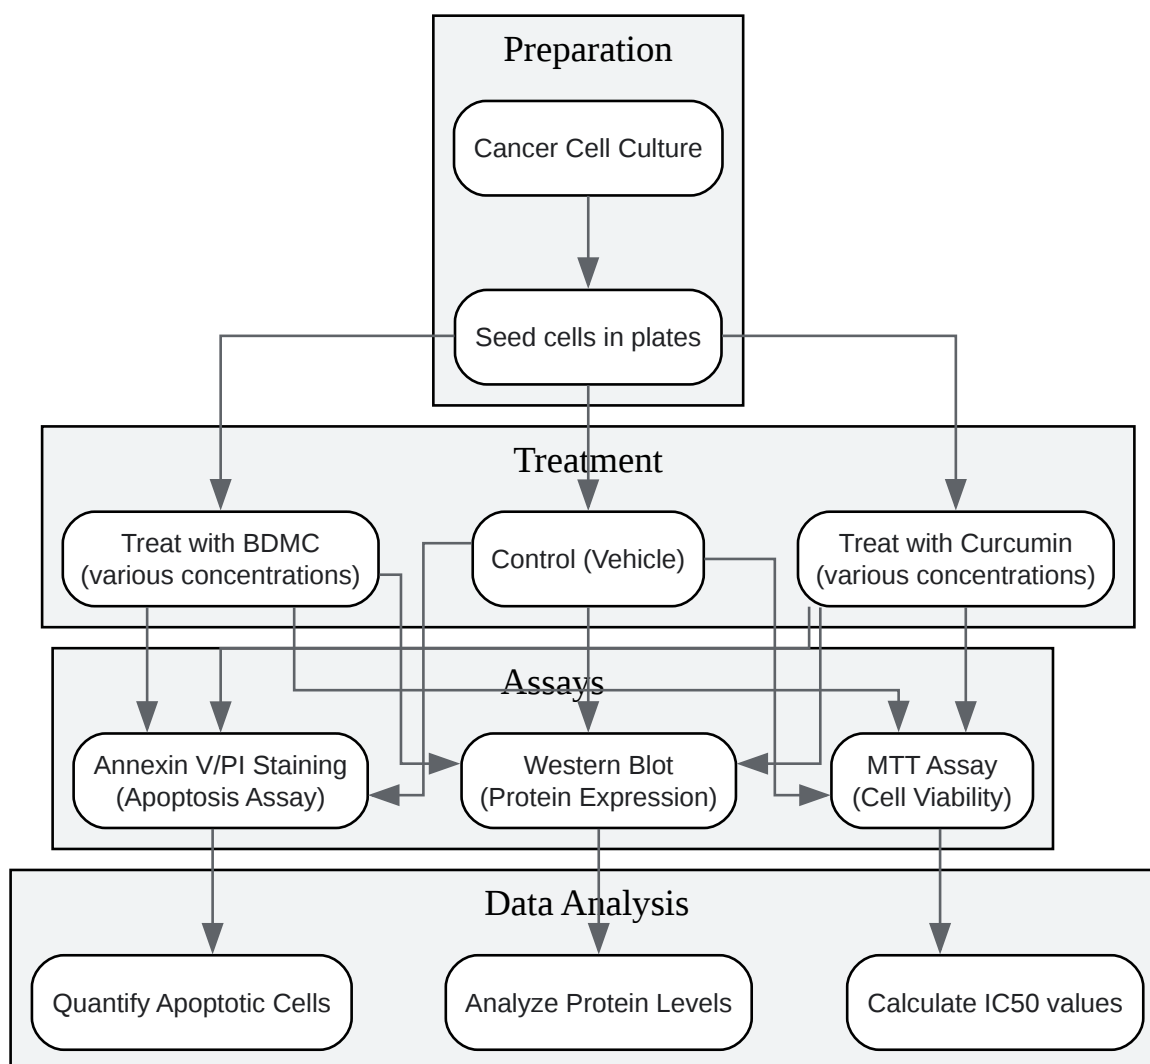 Preparation
Cancer Cell Culture
Seed cells in plates
Treatment
Treat with BDMC
(various concentrations)
Control (Vehicle)
Treat with Curcumin
(various concentrations)
Assays
Annexin V/PI Staining
(Apoptosis Assay)
Western Blot
(Protein Expression)
MTT Assay
(Cell Viability)
Data Analysis
Quantify Apoptotic Cells
Analyze Protein Levels
Calculate IC50 values